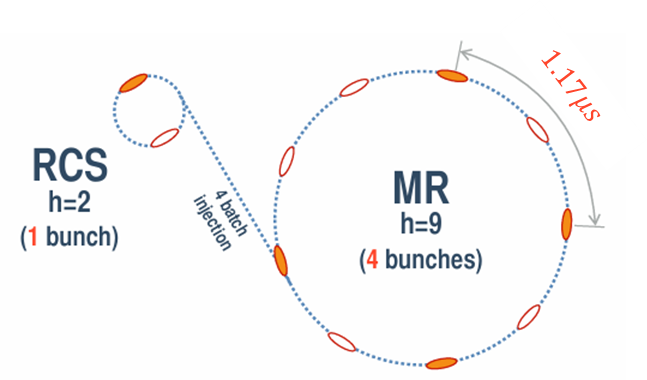 RCS
h=2
(1 bunch)
4 batch
injection
MR
h=9
(4 bunches)
1.17μs